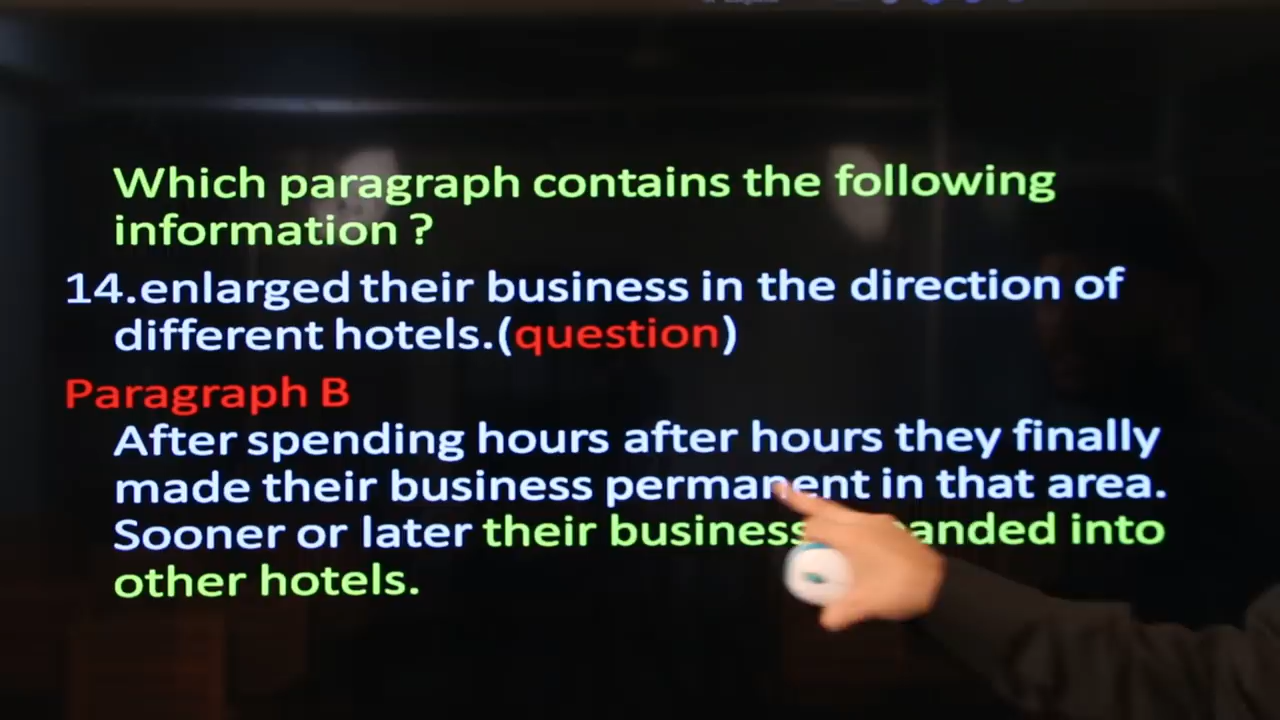 Which paragraph contains the following
information ?
14.enlarged their business in the direction of
different hotels.(question)
Paragraph B
After spending hours after hours they finally
made their business permanent in that area.
Sooner or later their business into
other hotels.